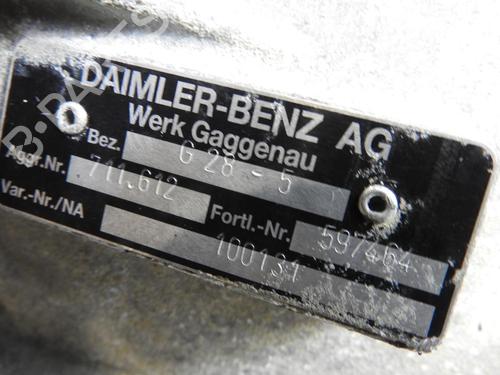 DAIMLER-BENZ AG
Werk Gaggenau
Bez. G 28 - 5
Aggr.Nr. 711.612 Fortl.-Nr. 597464
Var.-Nr./NA 100131